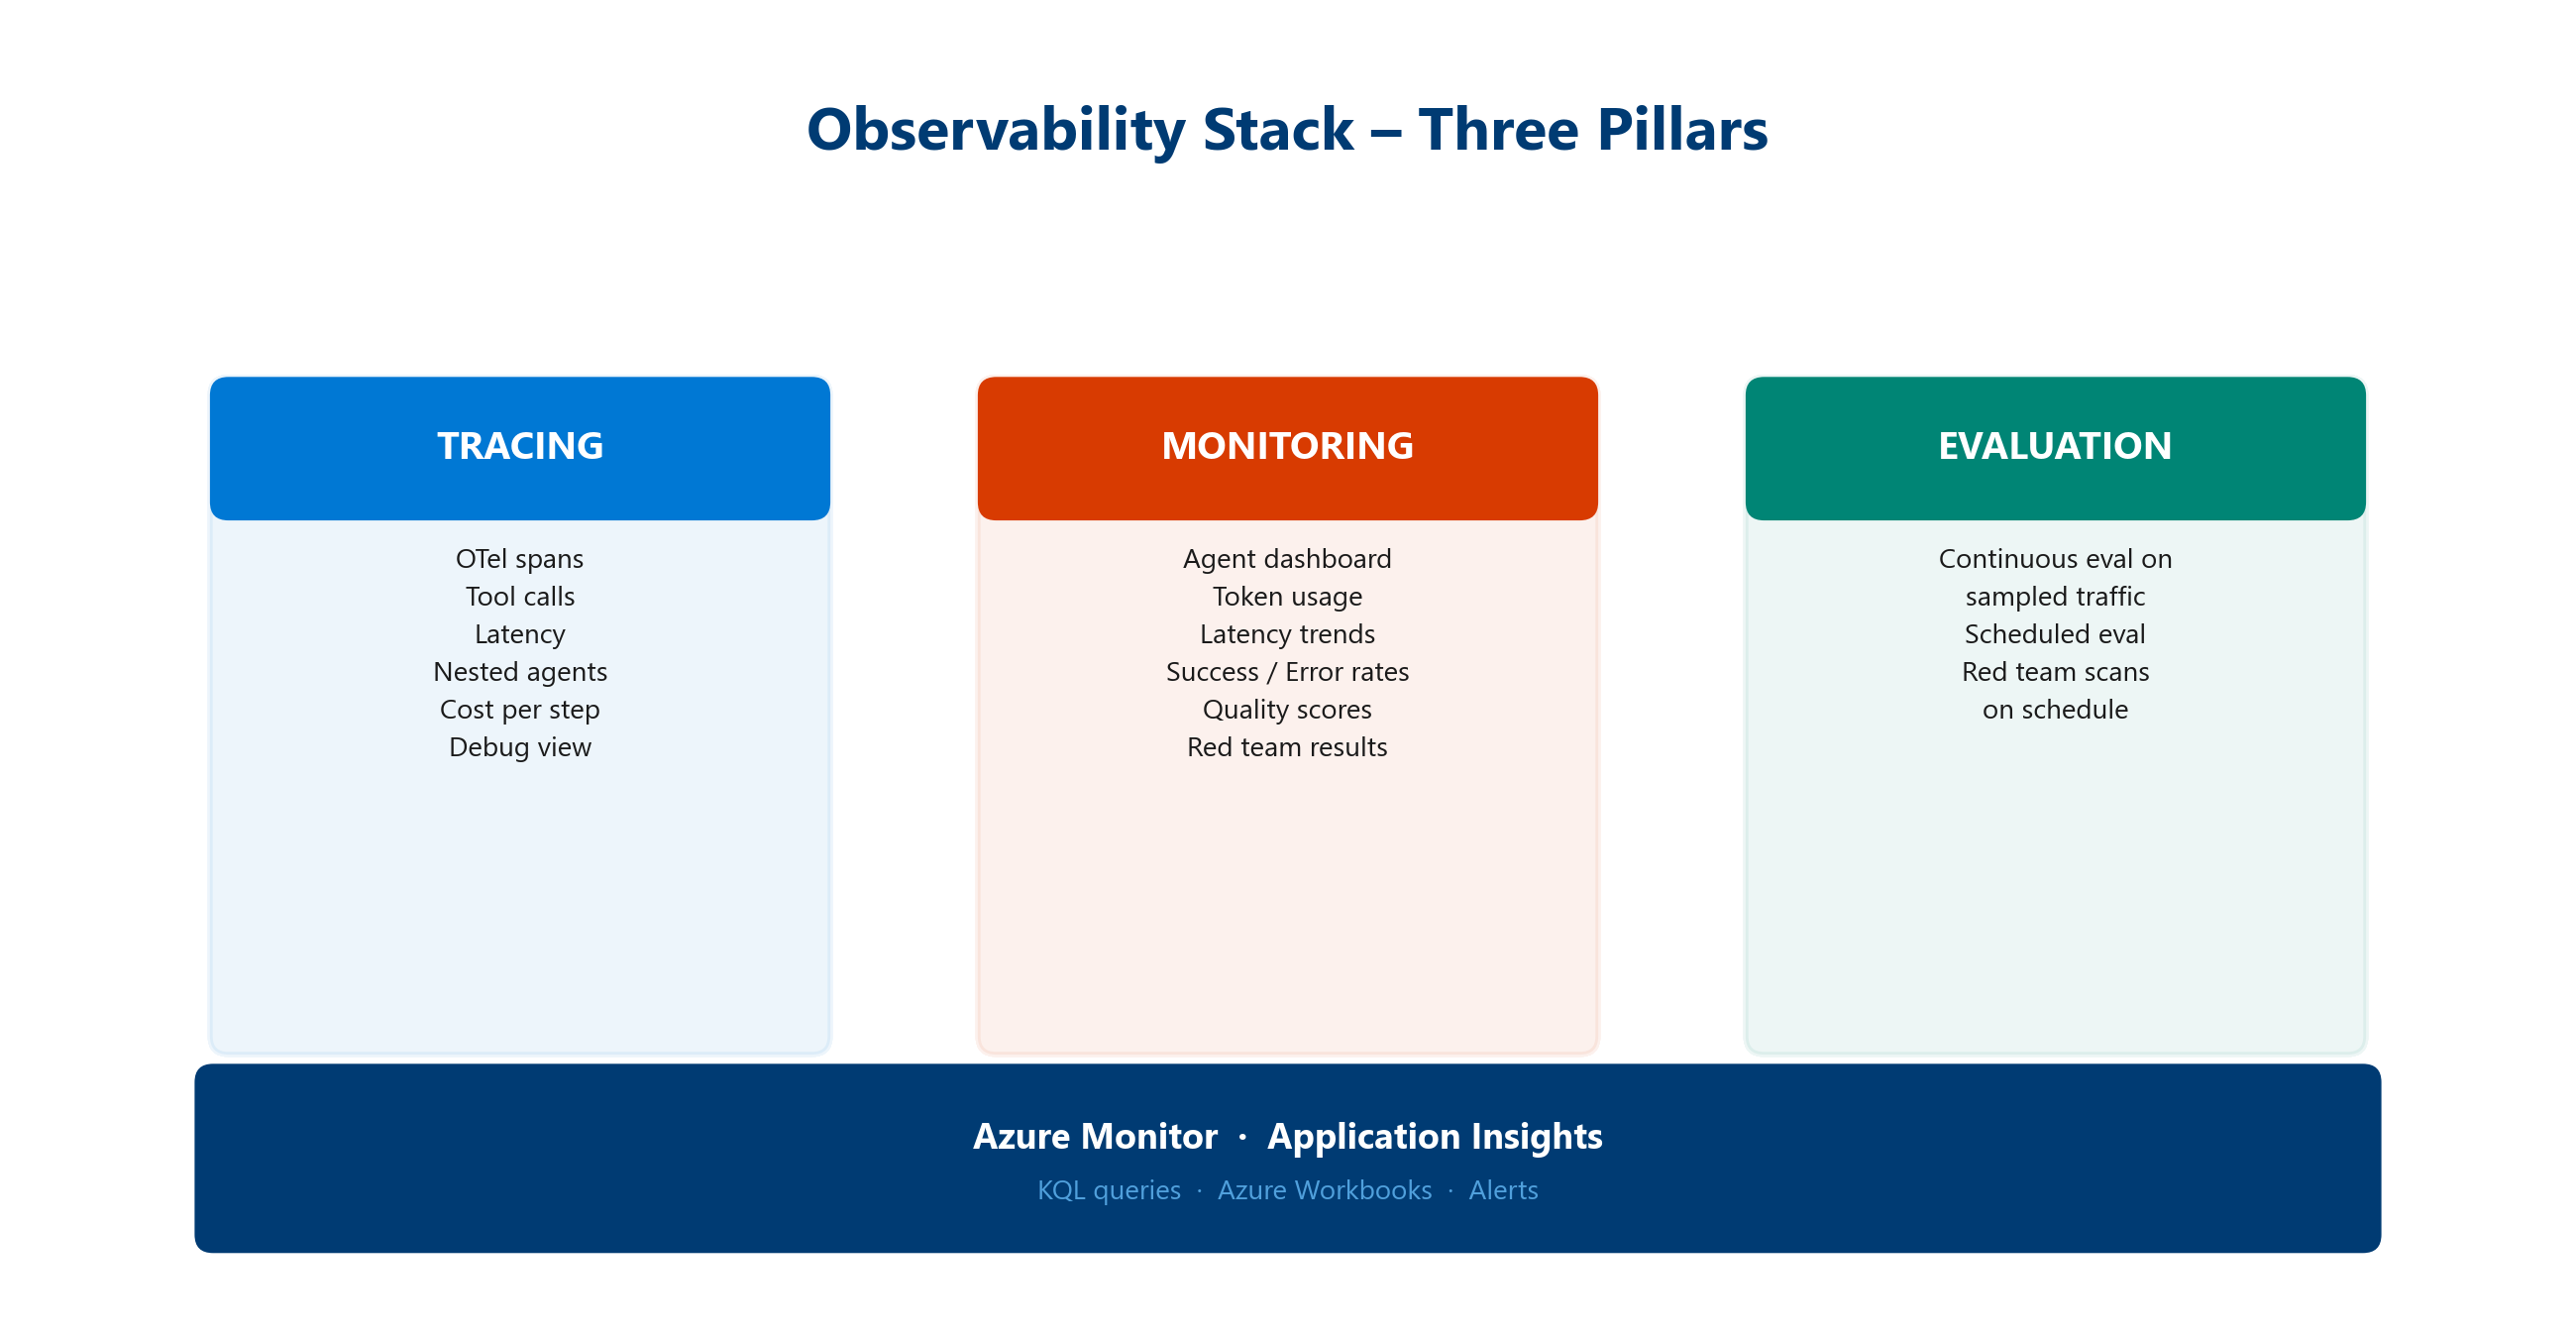 Observability Stack – Three Pillars
TRACING
OTel spans
Tool calls
Latency
Nested agents
Cost per step
Debug view
MONITORING
Agent dashboard
Token usage
Latency trends
Success / Error rates
Quality scores
Red team results
EVALUATION
Continuous eval on
sampled traffic
Scheduled eval
Red team scans
on schedule
Azure Monitor · Application Insights
KQL queries · Azure Workbooks · Alerts